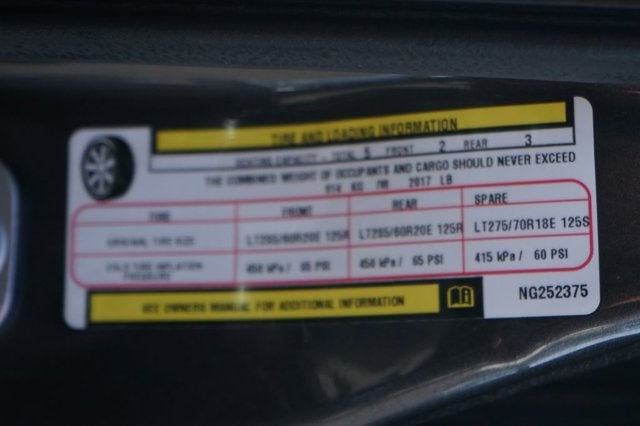 TIRE AND LOADING INFORMATION
SEATING CAPACITY - TOTAL 5 FRONT 2 REAR 3
THE COMBINED WEIGHT OF OCCUPANTS AND CARGO SHOULD NEVER EXCEED
914 KG OR 2017 LB
TIRE FRONT REAR SPARE
ORIGINAL TIRE SIZE LT285/60R20E 125R LT285/60R20E 125R LT275/70R18E 125S
COLD TIRE INFLATION PRESSURE 450 kPa / 65 PSI 450 kPa / 65 PSI 415 kPa / 60 PSI
SEE OWNERS MANUAL FOR ADDITIONAL INFORMATION
NG252375